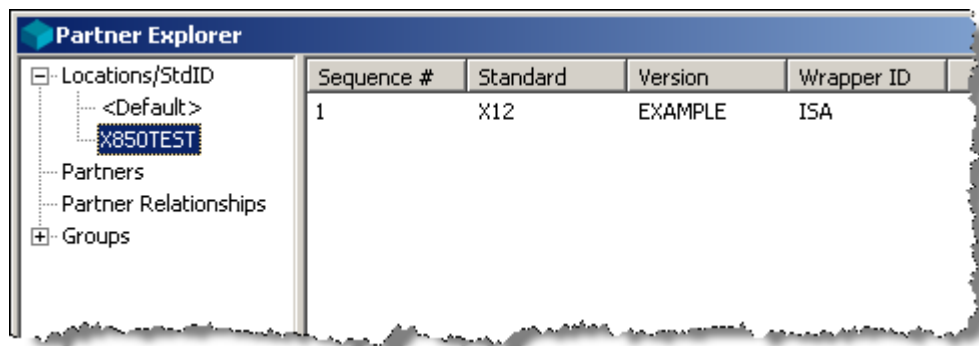 Partner Explorer
Locations/StdID
<Default>
X850TEST
Partners
Partner Relationships
Groups
Sequence # Standard Version Wrapper ID
1 X12 EXAMPLE ISA